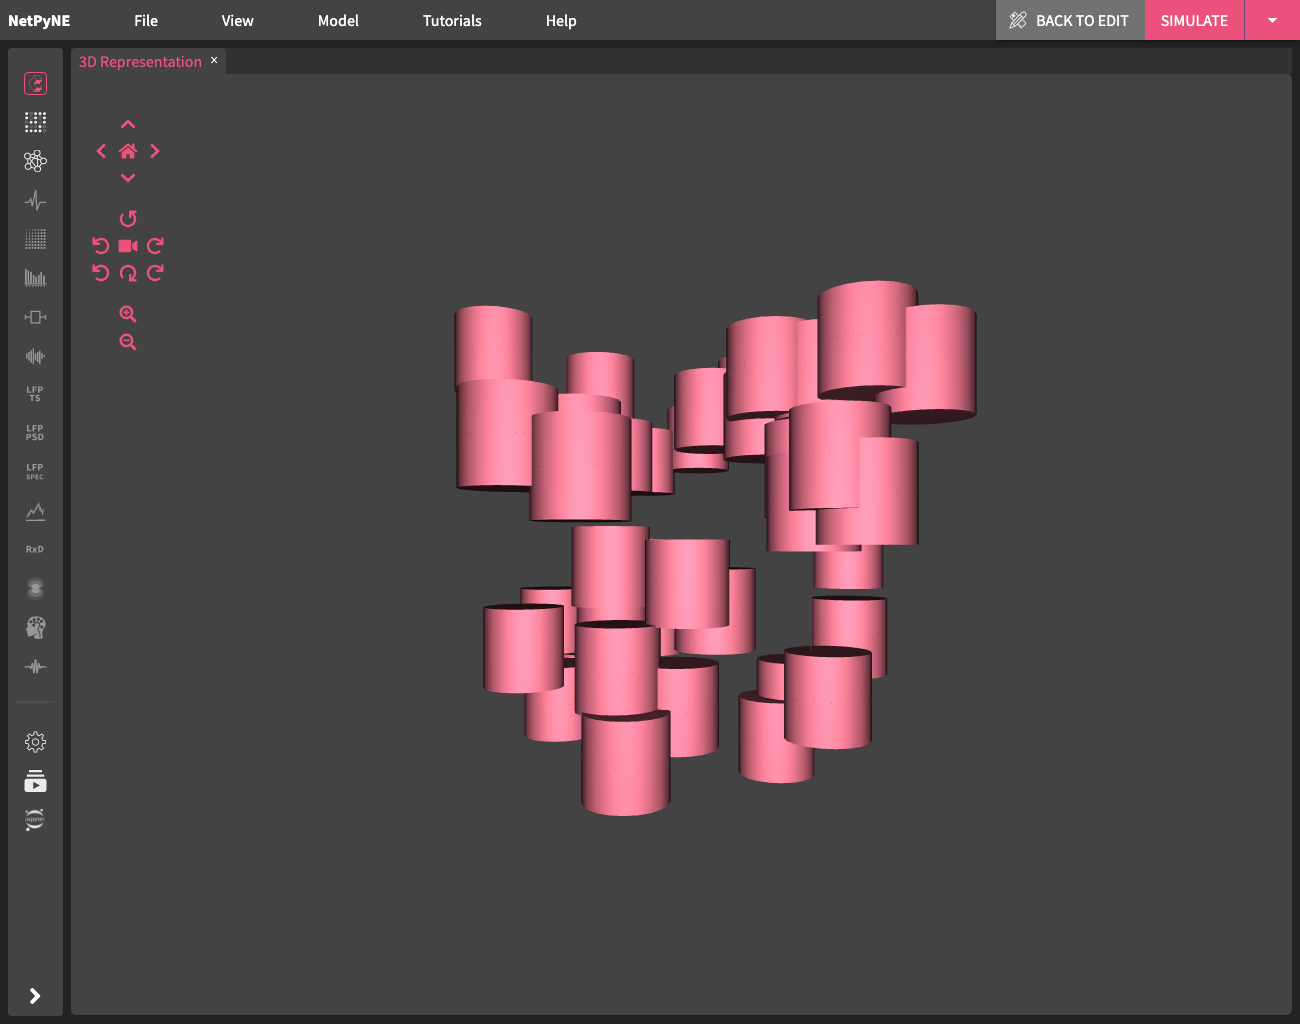 NetPyNE File View Model Tutorials Help BACK TO EDIT SIMULATE
3D Representation ×
LFP
TS
LFP
PSD
LFP
SPEC
RxD
jupyter